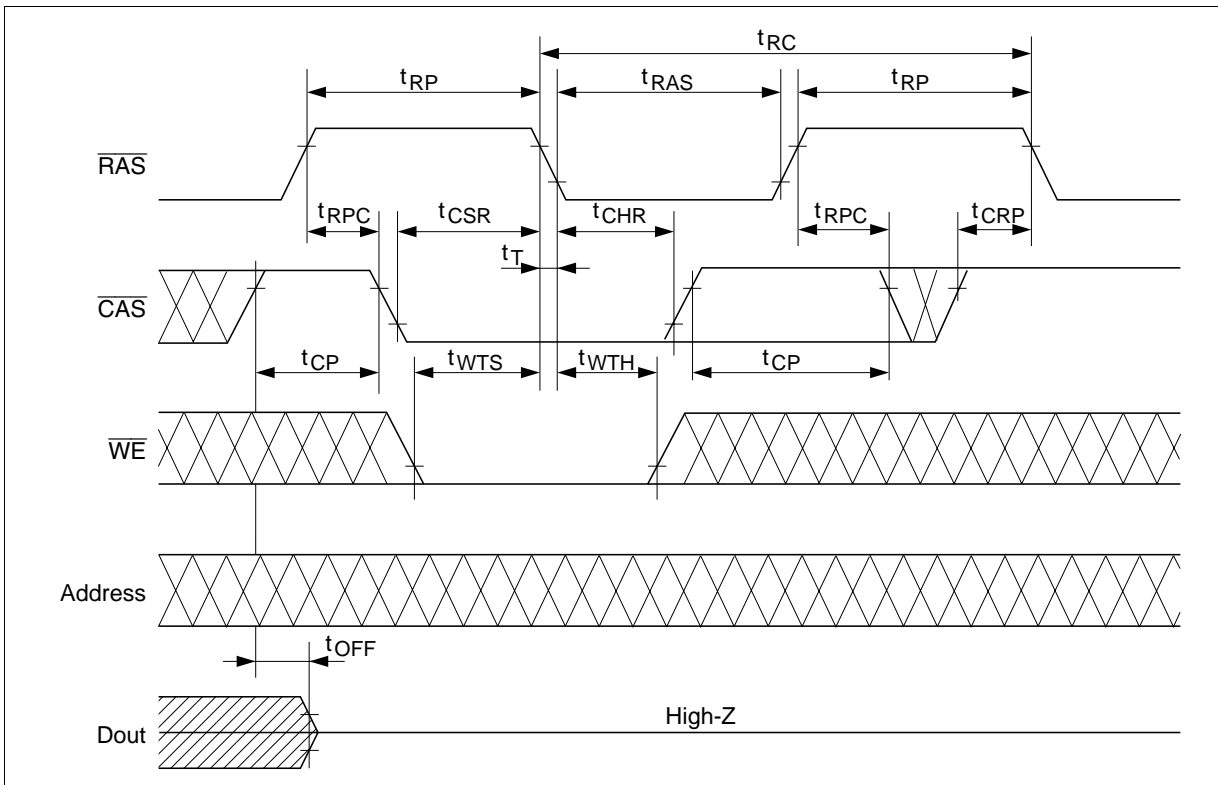 tRC
tRP tRAS tRP
RAS
tRPC tCSR tCHR tRPC tCRP
tT
CAS
tCP tWTS tWTH tCP
WE
Address
tOFF
High-Z
Dout